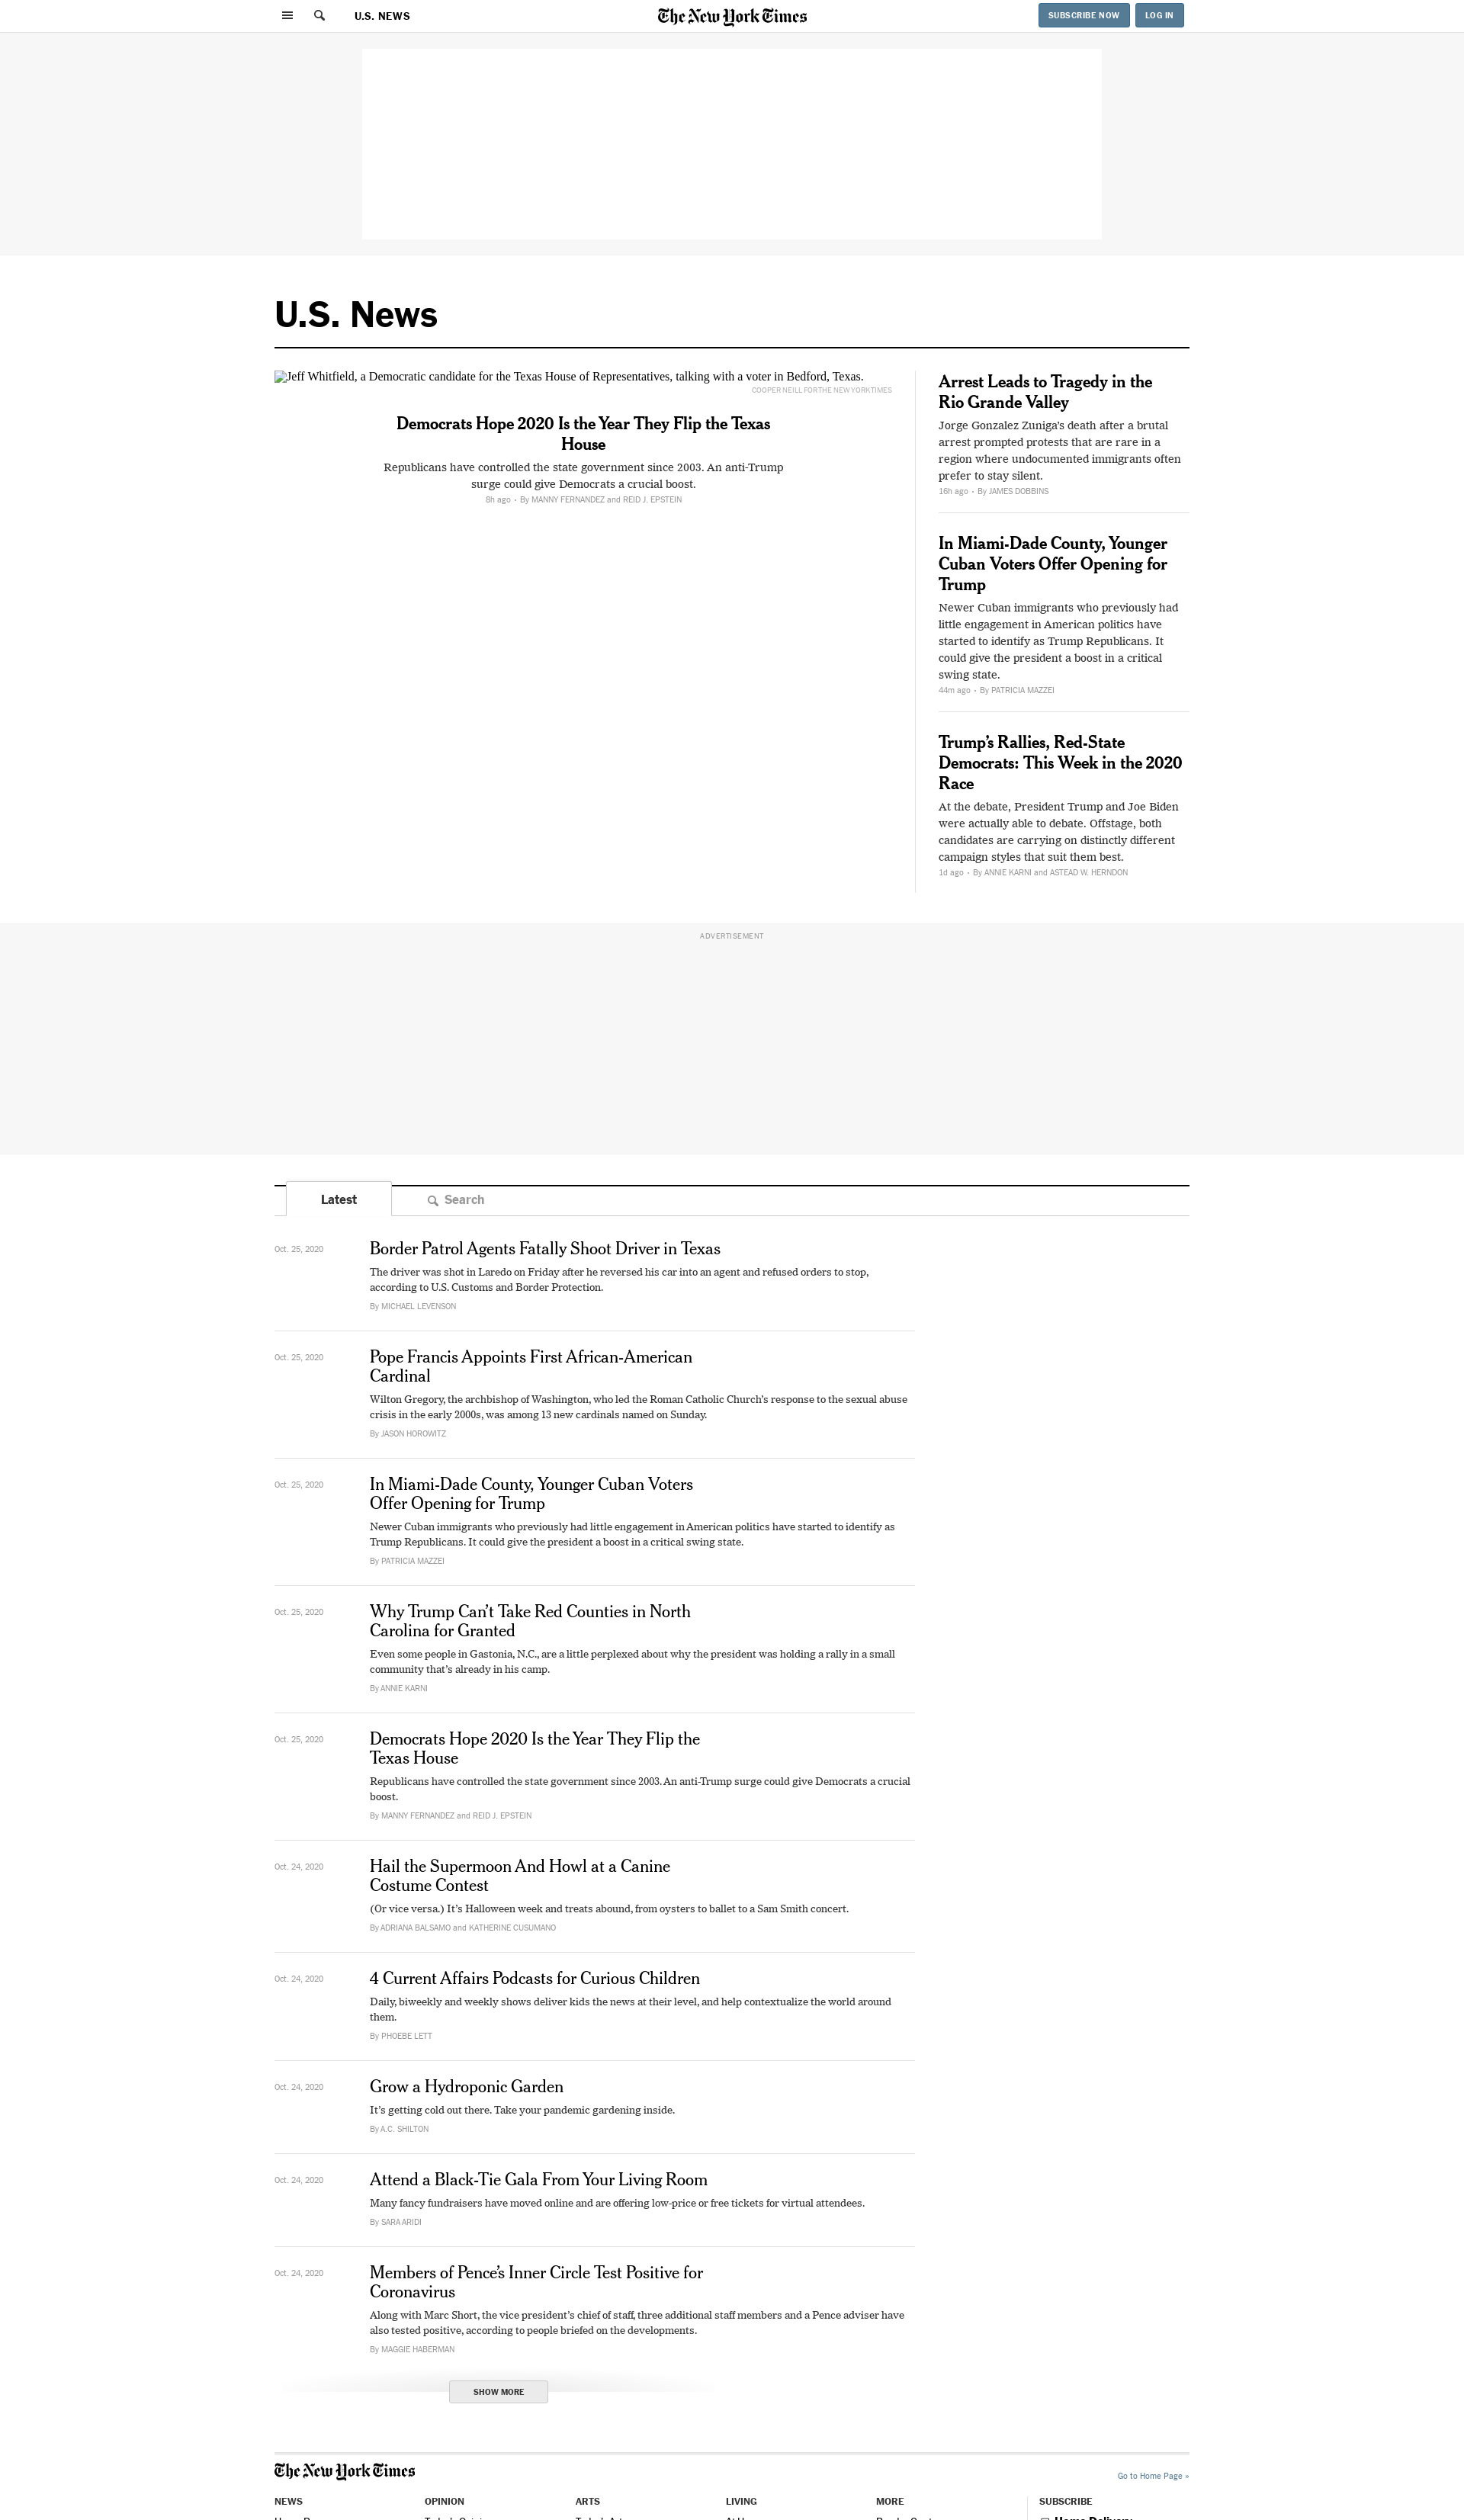 U.S. NEWS
The New York Times
SUBSCRIBE NOW
LOG IN
U.S. News
Jeff Whitfield, a Democratic candidate for the Texas House of Representatives, talking with a voter in Bedford, Texas.
COOPER NEILL FOR THE NEW YORK TIMES
Democrats Hope 2020 Is the Year They Flip the Texas
House
Republicans have controlled the state government since 2003. An anti-Trump
surge could give Democrats a crucial boost.
8h ago • By MANNY FERNANDEZ and REID J. EPSTEIN
Arrest Leads to Tragedy in the
Rio Grande Valley
Jorge Gonzalez Zuniga’s death after a brutal
arrest prompted protests that are rare in a
region where undocumented immigrants often
prefer to stay silent.
16h ago • By JAMES DOBBINS
In Miami-Dade County, Younger
Cuban Voters Offer Opening for
Trump
Newer Cuban immigrants who previously had
little engagement in American politics have
started to identify as Trump Republicans. It
could give the president a boost in a critical
swing state.
44m ago • By PATRICIA MAZZEI
Trump’s Rallies, Red-State
Democrats: This Week in the 2020
Race
At the debate, President Trump and Joe Biden
were actually able to debate. Offstage, both
candidates are carrying on distinctly different
campaign styles that suit them best.
1d ago • By ANNIE KARNI and ASTEAD W. HERNDON
ADVERTISEMENT
Latest
Search
Oct. 25, 2020
Border Patrol Agents Fatally Shoot Driver in Texas
The driver was shot in Laredo on Friday after he reversed his car into an agent and refused orders to stop,
according to U.S. Customs and Border Protection.
By MICHAEL LEVENSON
Oct. 25, 2020
Pope Francis Appoints First African-American
Cardinal
Wilton Gregory, the archbishop of Washington, who led the Roman Catholic Church’s response to the sexual abuse
crisis in the early 2000s, was among 13 new cardinals named on Sunday.
By JASON HOROWITZ
Oct. 25, 2020
In Miami-Dade County, Younger Cuban Voters
Offer Opening for Trump
Newer Cuban immigrants who previously had little engagement in American politics have started to identify as
Trump Republicans. It could give the president a boost in a critical swing state.
By PATRICIA MAZZEI
Oct. 25, 2020
Why Trump Can’t Take Red Counties in North
Carolina for Granted
Even some people in Gastonia, N.C., are a little perplexed about why the president was holding a rally in a small
community that’s already in his camp.
By ANNIE KARNI
Oct. 25, 2020
Democrats Hope 2020 Is the Year They Flip the
Texas House
Republicans have controlled the state government since 2003. An anti-Trump surge could give Democrats a crucial
boost.
By MANNY FERNANDEZ and REID J. EPSTEIN
Oct. 24, 2020
Hail the Supermoon And Howl at a Canine
Costume Contest
(Or vice versa.) It’s Halloween week and treats abound, from oysters to ballet to a Sam Smith concert.
By ADRIANA BALSAMO and KATHERINE CUSUMANO
Oct. 24, 2020
4 Current Affairs Podcasts for Curious Children
Daily, biweekly and weekly shows deliver kids the news at their level, and help contextualize the world around
them.
By PHOEBE LETT
Oct. 24, 2020
Grow a Hydroponic Garden
It’s getting cold out there. Take your pandemic gardening inside.
By A.C. SHILTON
Oct. 24, 2020
Attend a Black-Tie Gala From Your Living Room
Many fancy fundraisers have moved online and are offering low-price or free tickets for virtual attendees.
By SARA ARIDI
Oct. 24, 2020
Members of Pence’s Inner Circle Test Positive for
Coronavirus
Along with Marc Short, the vice president’s chief of staff, three additional staff members and a Pence adviser have
also tested positive, according to people briefed on the developments.
By MAGGIE HABERMAN
SHOW MORE
The New York Times
Go to Home Page »
NEWS
OPINION
ARTS
LIVING
MORE
SUBSCRIBE